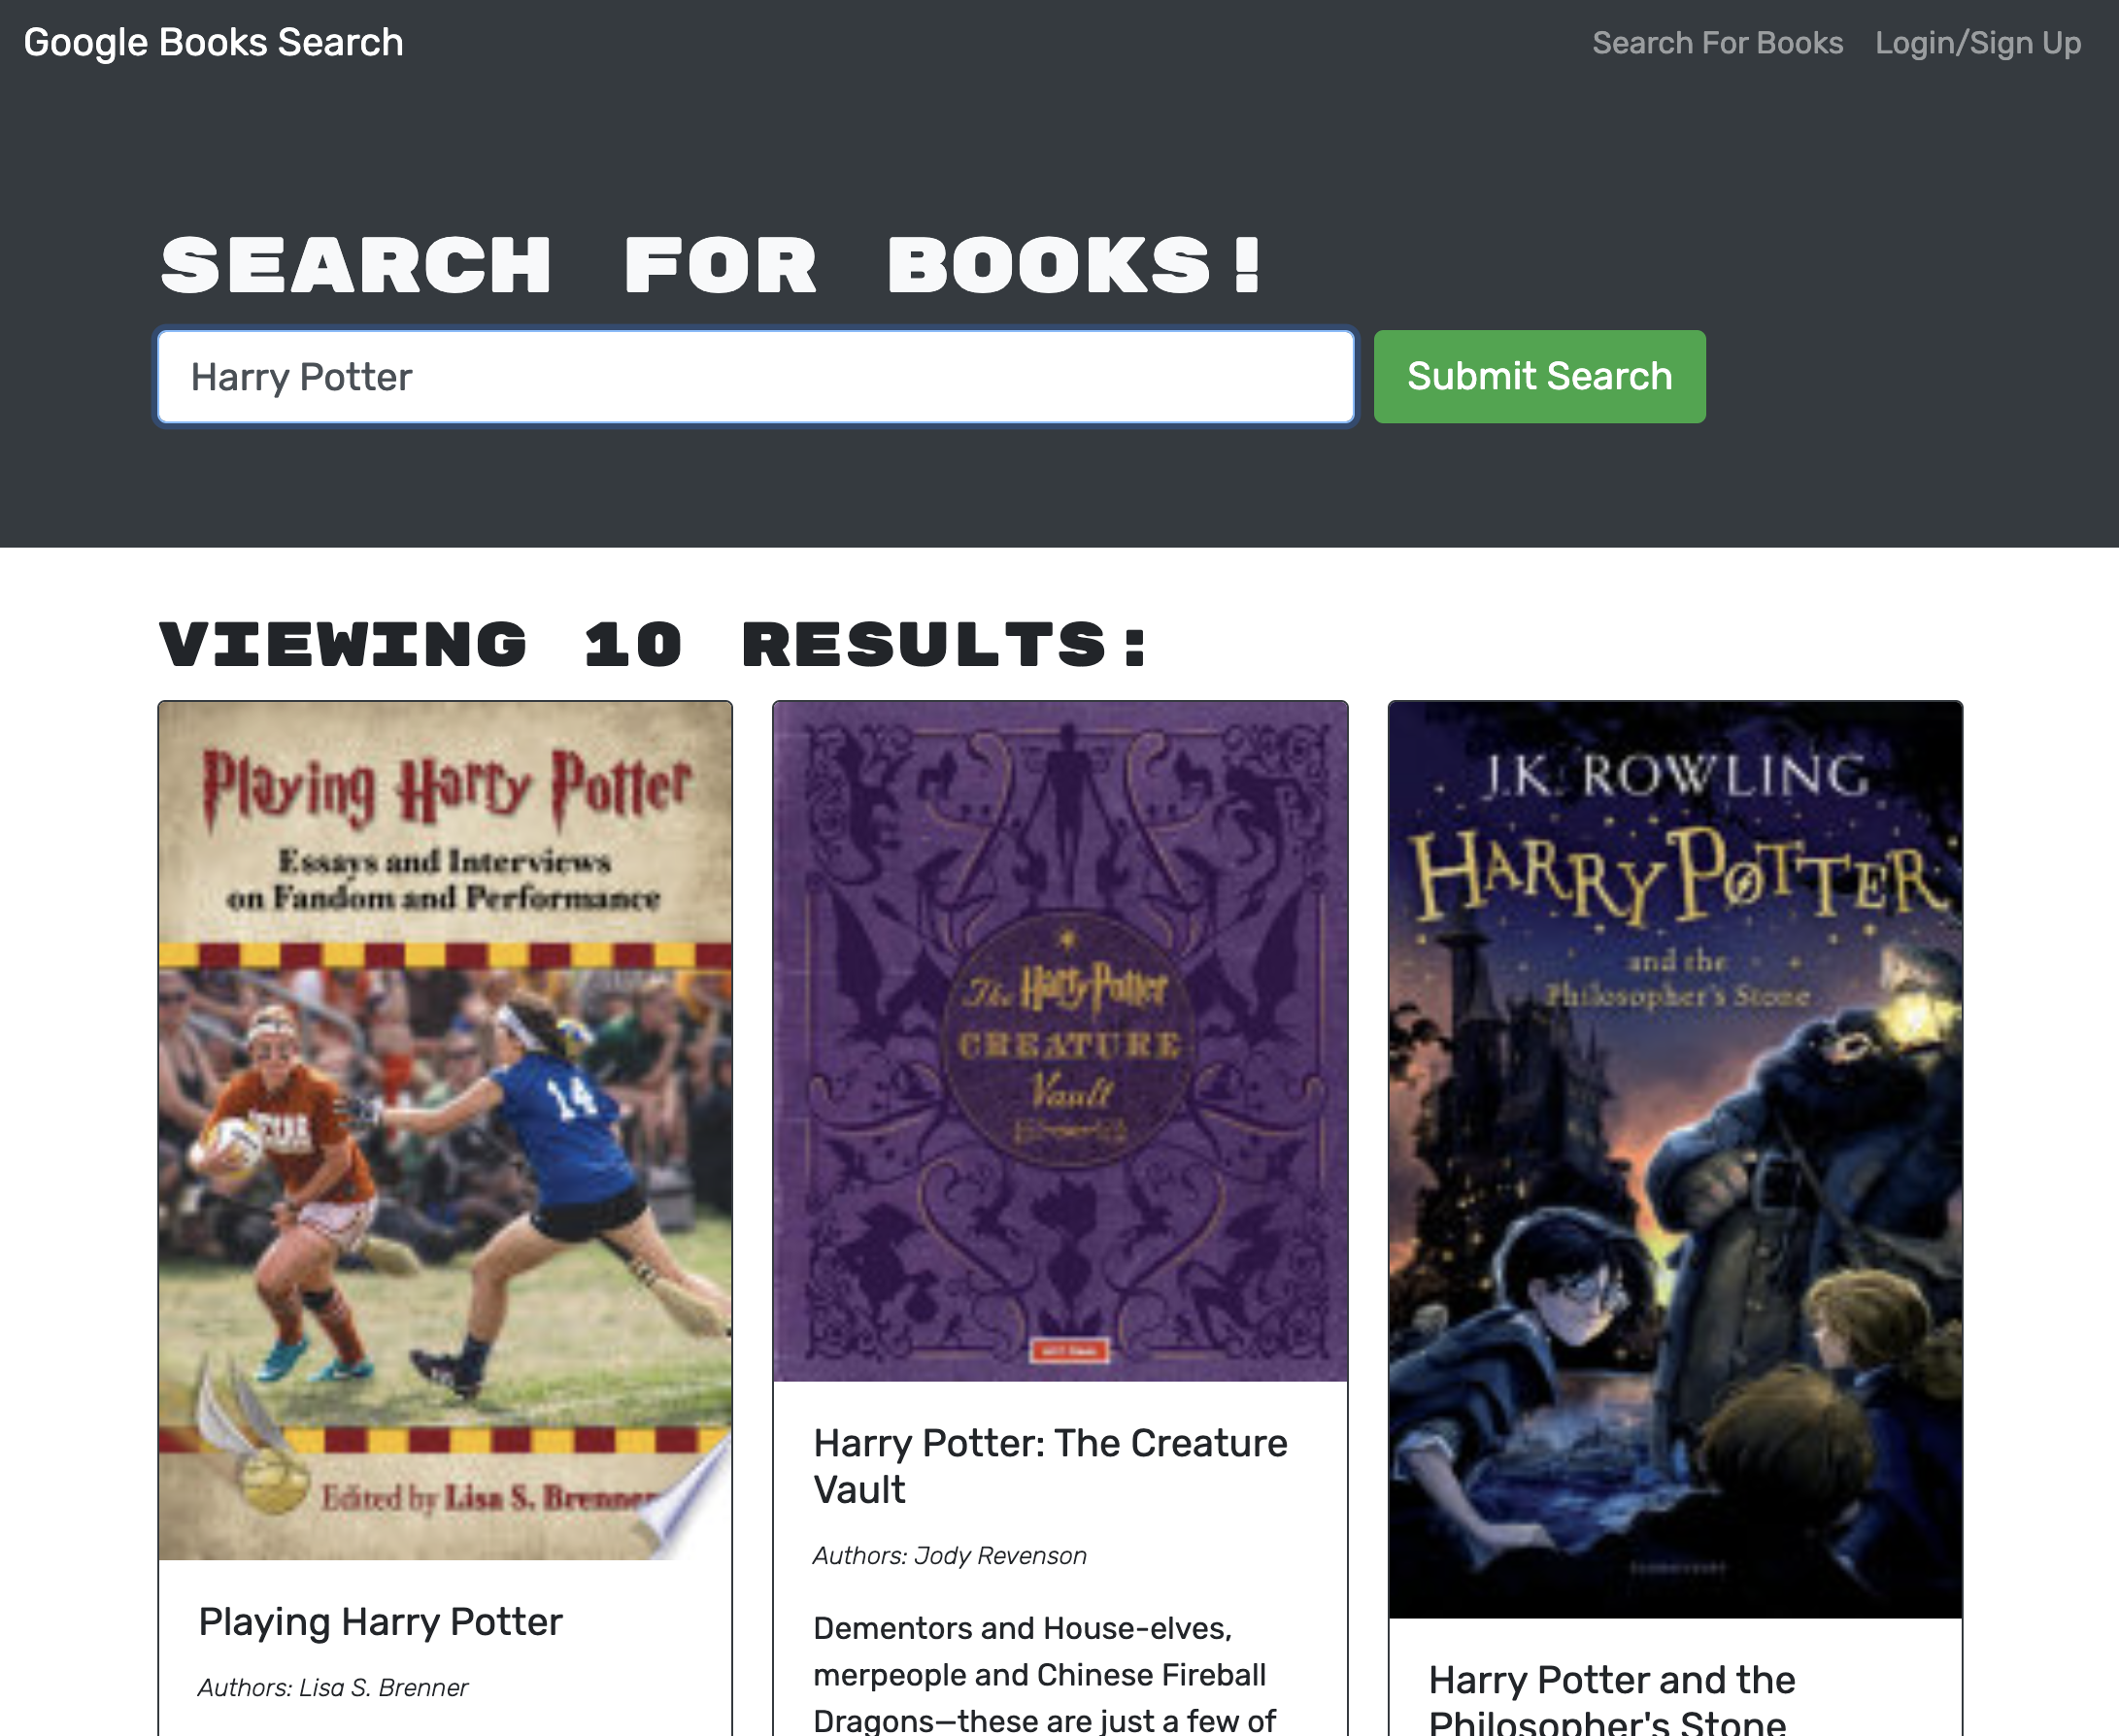 Google Books Search
Search For Books
Login/Sign Up
SEARCH FOR BOOKS!
Harry Potter
Submit Search
VIEWING 10 RESULTS:
Playing Harry Potter
Essays and Interviews
on Fandom and Performance
14
Edited by Lisa S. Brenner
Playing Harry Potter
Authors: Lisa S. Brenner
The Harry Potter
CREATURE
Vault
Harry Potter: The Creature
Vault
Authors: Jody Revenson
Dementors and House-elves,
merpeople and Chinese Fireball
Dragons—these are just a few of
J.K. ROWLING
HARRY POTTER
and the
Philosopher's Stone
Harry Potter and the
Philosopher's Stone